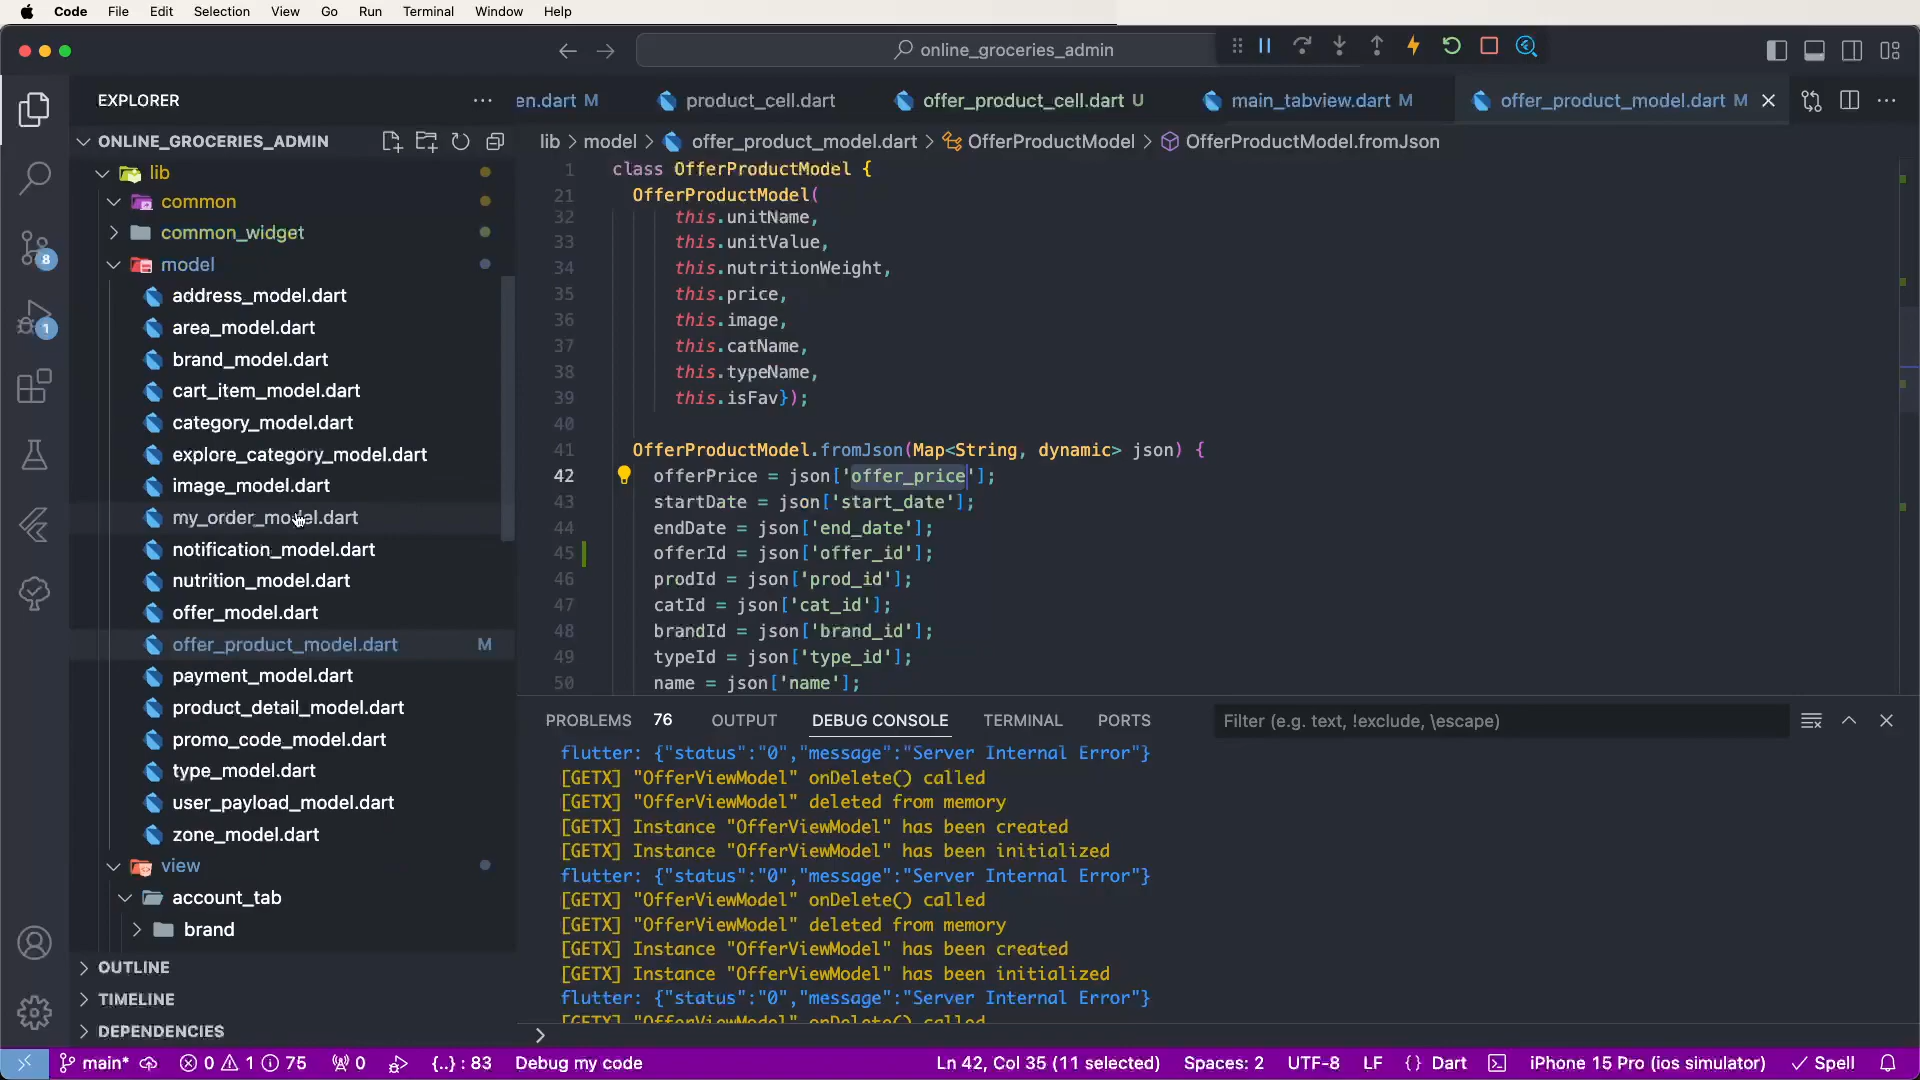 Code File Edit Selection View Go Run Terminal Window Help
online_groceries_admin
EXPLORER
en.dart M
product_cell.dart
offer_product_cell.dart U
main_tabview.dart M
offer_product_model.dart M
ONLINE_GROCERIES_ADMIN
lib > model > offer_product_model.dart > OfferProductModel > OfferProductModel.fromJson
lib
common
common_widget
model
address_model.dart
area_model.dart
brand_model.dart
cart_item_model.dart
category_model.dart
explore_category_model.dart
image_model.dart
my_order_model.dart
notification_model.dart
nutrition_model.dart
offer_model.dart
offer_product_model.dart M
payment_model.dart
product_detail_model.dart
promo_code_model.dart
type_model.dart
user_payload_model.dart
zone_model.dart
view
account_tab
brand
OUTLINE
TIMELINE
DEPENDENCIES
8
1
1 class OfferProductModel {
21 OfferProductModel(
32 this.unitName,
33 this.unitValue,
34 this.nutritionWeight,
35 this.price,
36 this.image,
37 this.catName,
38 this.typeName,
39 this.isFav});
40
41 OfferProductModel.fromJson(Map<String, dynamic> json) {
42 offerPrice = json['offer_price'];
43 startDate = json['start_date'];
44 endDate = json['end_date'];
45 offerId = json['offer_id'];
46 prodId = json['prod_id'];
47 catId = json['cat_id'];
48 brandId = json['brand_id'];
49 typeId = json['type_id'];
50 name = json['name'];
PROBLEMS 76 OUTPUT DEBUG CONSOLE TERMINAL PORTS Filter (e.g. text, !exclude, \escape)
flutter: {"status":"0","message":"Server Internal Error"}
[GETX] "OfferViewModel" onDelete() called
[GETX] "OfferViewModel" deleted from memory
[GETX] Instance "OfferViewModel" has been created
[GETX] Instance "OfferViewModel" has been initialized
flutter: {"status":"0","message":"Server Internal Error"}
[GETX] "OfferViewModel" onDelete() called
[GETX] "OfferViewModel" deleted from memory
[GETX] Instance "OfferViewModel" has been created
[GETX] Instance "OfferViewModel" has been initialized
flutter: {"status":"0","message":"Server Internal Error"}
[GETX] "OfferViewModel" onDelete() called
main* 0 1 75 0 {..} : 83 Debug my code Ln 42, Col 35 (11 selected) Spaces: 2 UTF-8 LF {} Dart iPhone 15 Pro (ios simulator) Spell